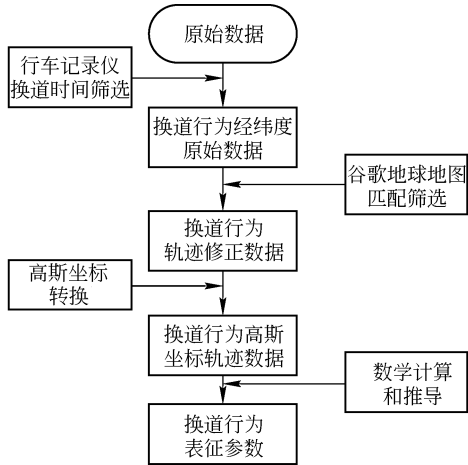 原始数据
行车记录仪
换道时间筛选
换道行为经纬度
原始数据
谷歌地球地图
匹配筛选
换道行为
轨迹修正数据
高斯坐标
转换
换道行为高斯
坐标轨迹数据
数学计算
和推导
换道行为
表征参数